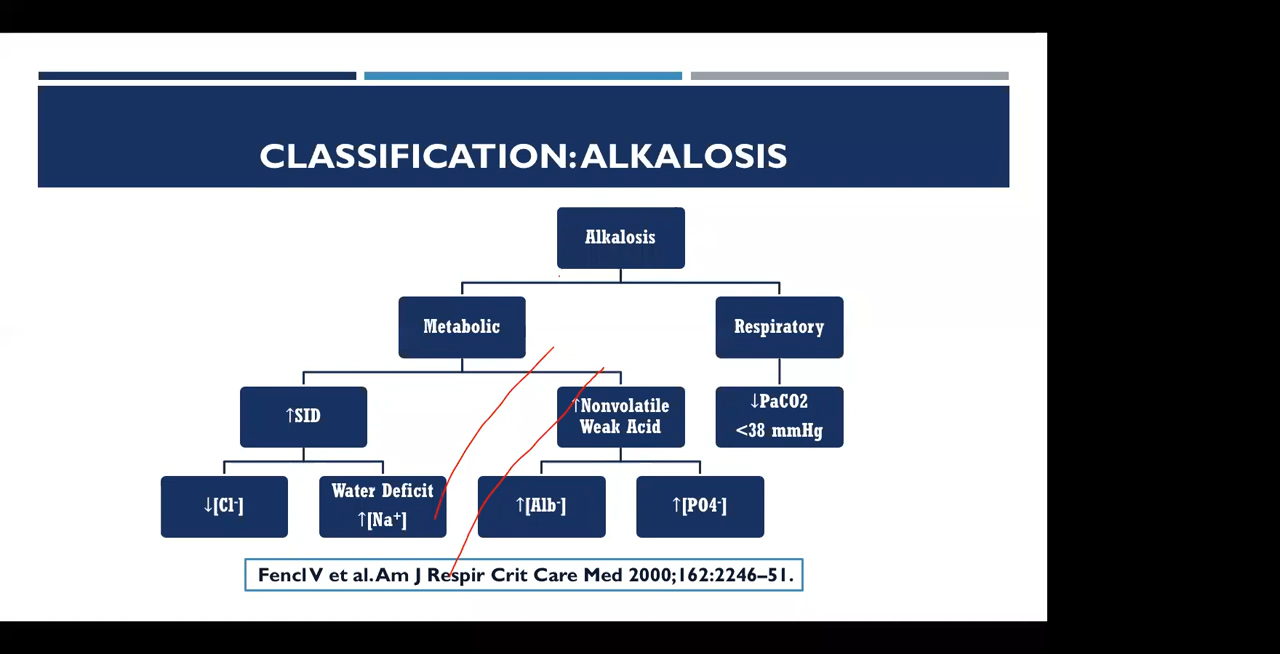 CLASSIFICATION: ALKALOSIS
Alkalosis
Metabolic
Respiratory
↑SID
↑Nonvolatile
Weak Acid
↓PaCO2
<38 mmHg
↓[Cl⁻]
Water Deficit
↑[Na⁺]
↑[Alb⁻]
↑[PO4⁻]
Fencl V et al. Am J Respir Crit Care Med 2000;162:2246–51.